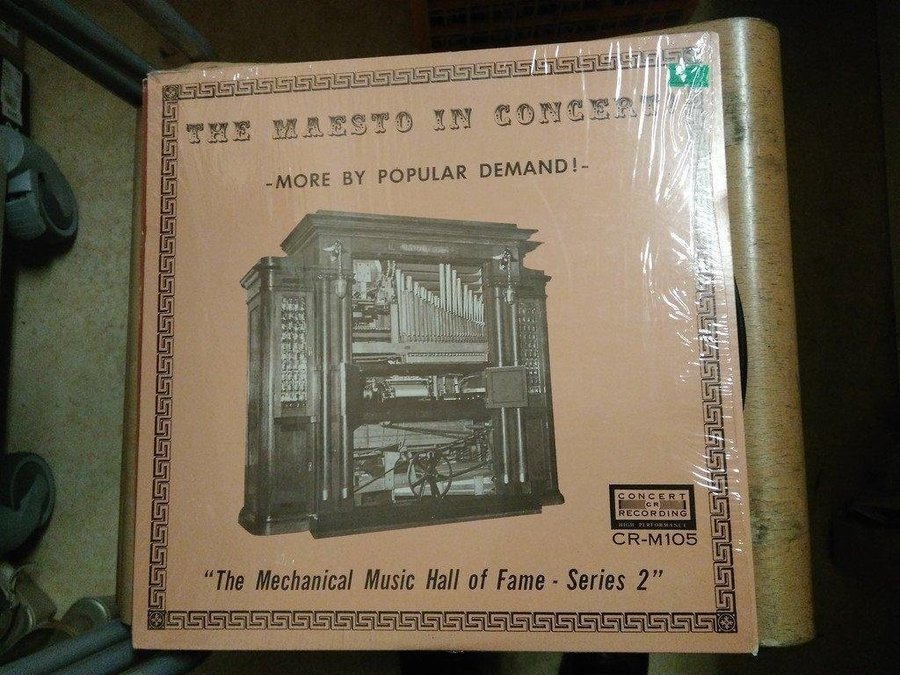 THE MAESTO IN CONCERT
-MORE BY POPULAR DEMAND!-
CONCERT
CR
RECORDING
HIGH PERFORMANCE
CR-M105
"The Mechanical Music Hall of Fame - Series 2"